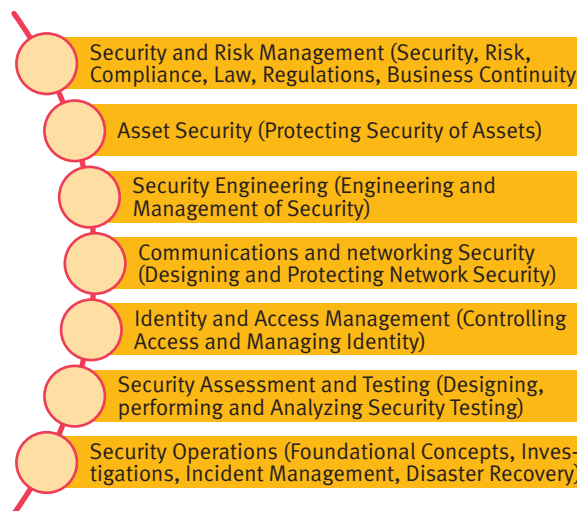 Security and Risk Management (Security, Risk,
Compliance, Law, Regulations, Business Continuity
Asset Security (Protecting Security of Assets)
Security Engineering (Engineering and
Management of Security)
Communications and networking Security
(Designing and Protecting Network Security)
Identity and Access Management (Controlling
Access and Managing Identity)
Security Assessment and Testing (Designing,
performing and Analyzing Security Testing)
Security Operations (Foundational Concepts, Inves-
tigations, Incident Management, Disaster Recovery)